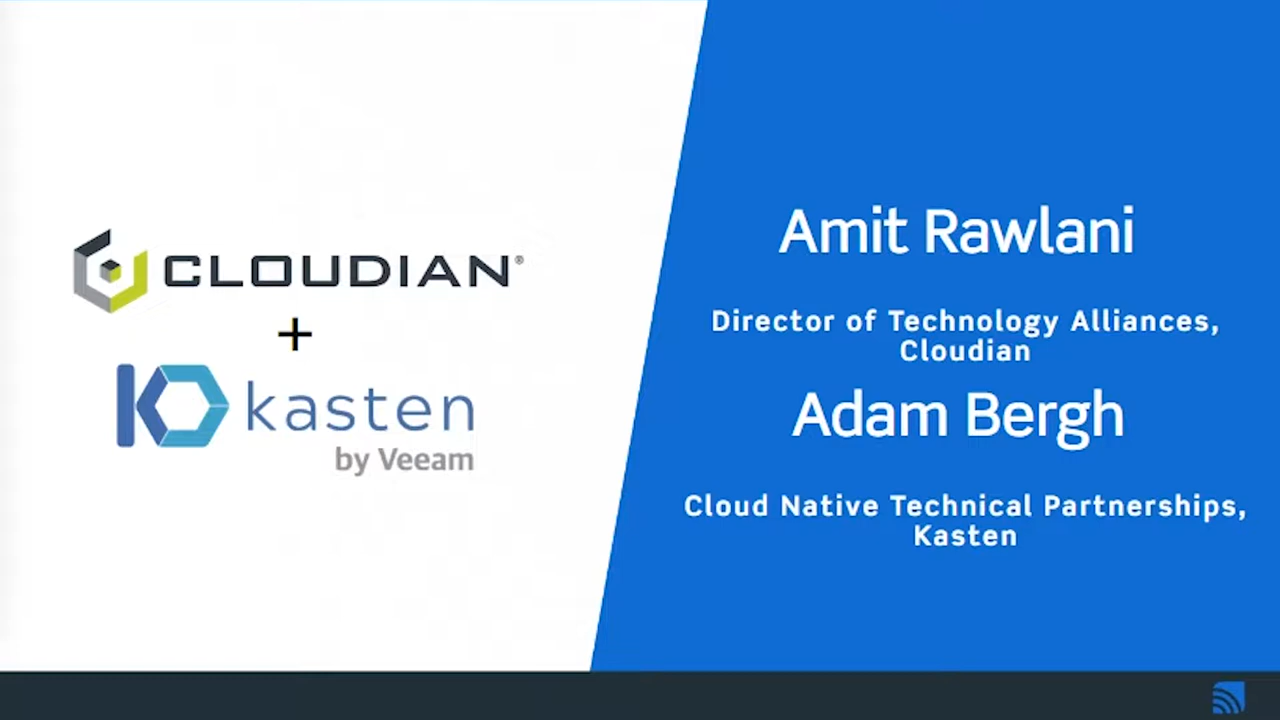 CLOUDIAN®
+
kasten
by Veeam
Amit Rawlani
Director of Technology Alliances,
Cloudian
Adam Bergh
Cloud Native Technical Partnerships,
Kasten